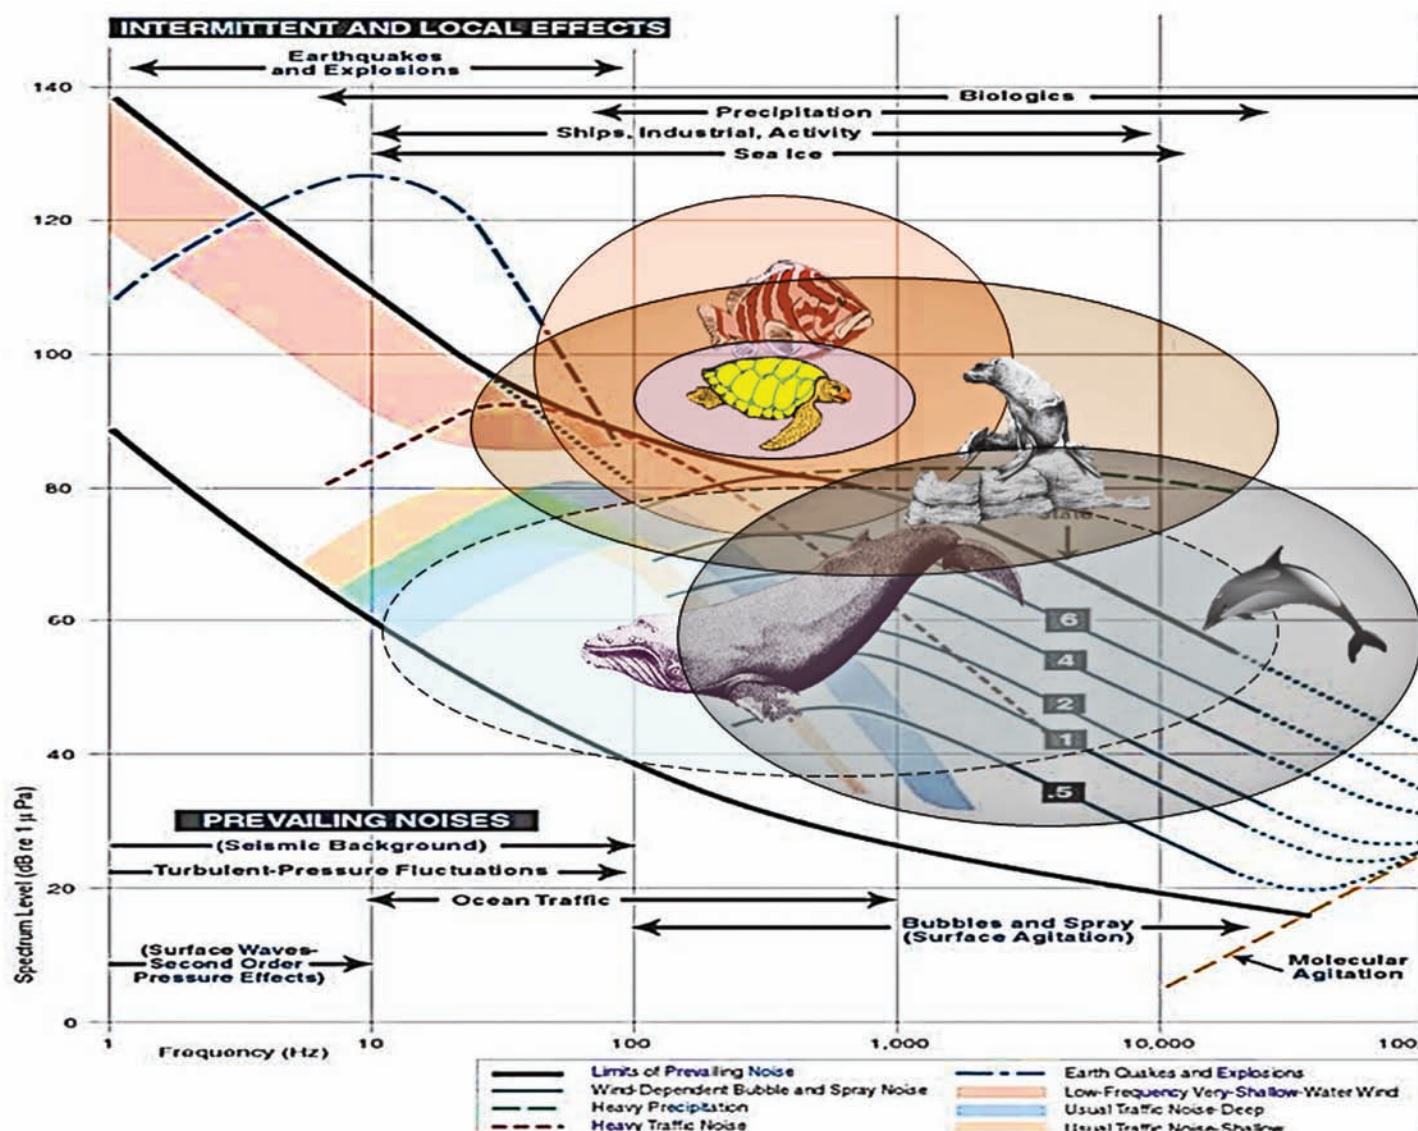 INTERMITTENT AND LOCAL EFFECTS
Earthquakes
and Explosions
140
Biologics
Precipitation
Ships, Industrial, Activity
Sea Ice
120
100
80
State
60
6
4
2
1
40
.5
Spectrum Level (dB re 1 µ Pa)
PREVAILING NOISES
(Seismic Background)
Turbulent-Pressure Fluctuations
20
Ocean Traffic
Bubbles and Spray
(Surface Agitation)
(Surface Waves-
Second Order
Pressure Effects)
Molecular
Agitation
0
1
10
100
1,000
10,000
100
Frequency (Hz)
Limits of Prevailing Noise
Wind-Dependent Bubble and Spray Noise
Heavy Precipitation
Heavy Traffic Noise
Earth Quakes and Explosions
Low-Frequency Very-Shallow-Water Wind
Usual Traffic Noise-Deep
Usual Traffic Noise-Shallow